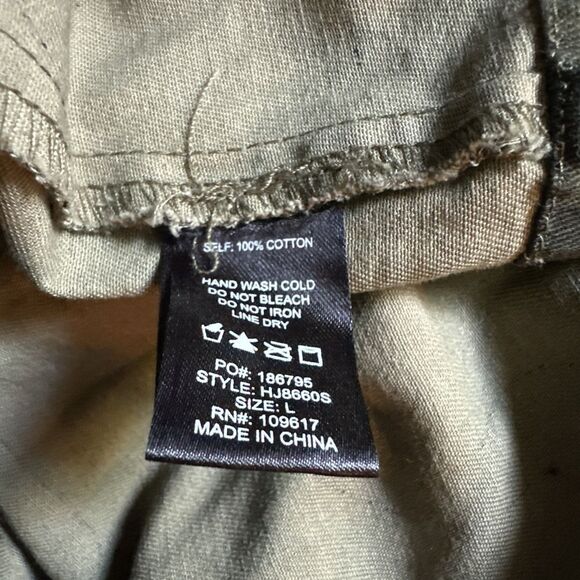 SELF: 100% COTTON
HAND WASH COLD
DO NOT BLEACH
DO NOT IRON
LINE DRY
PO#: 186795
STYLE: HJ8660S
SIZE: L
RN#: 109617
MADE IN CHINA